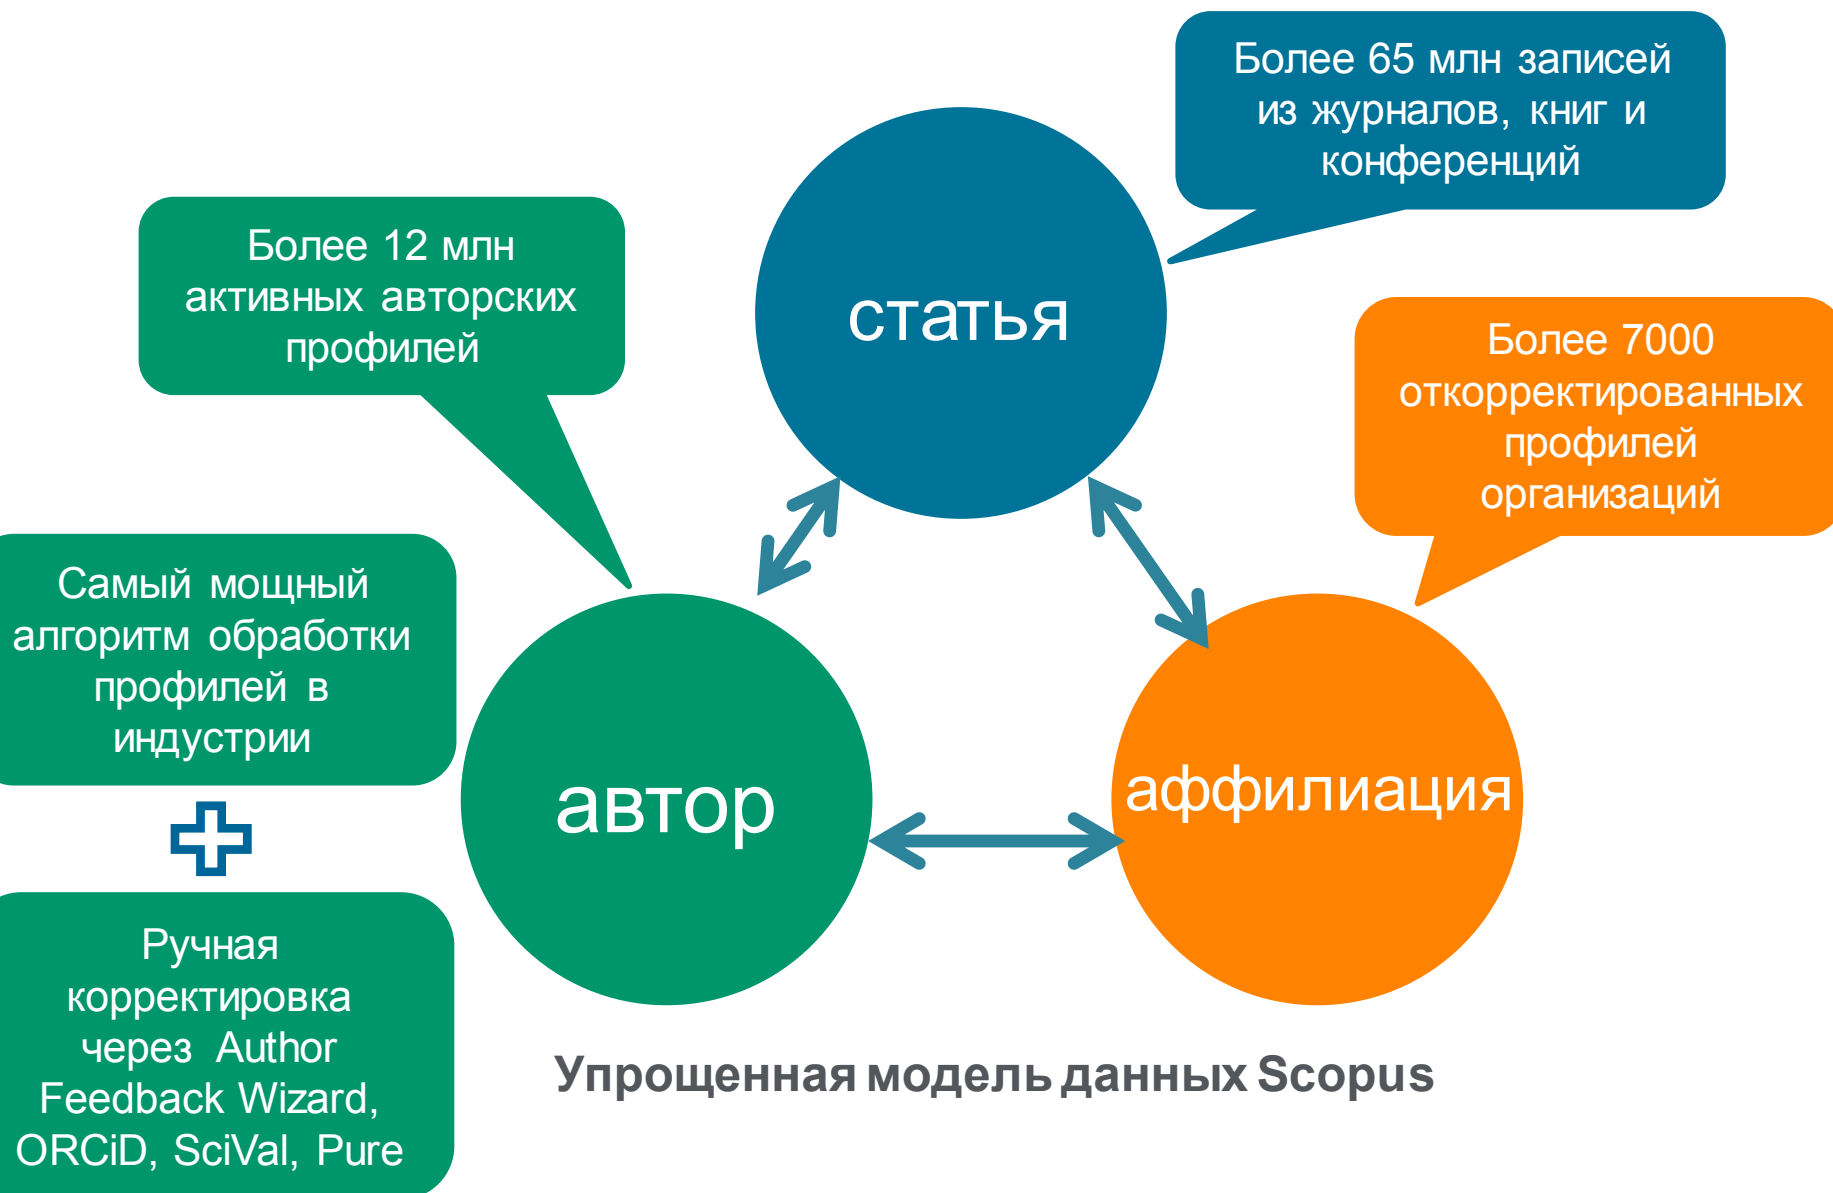 Более 65 млн записей
из журналов, книг и
конференций
Более 12 млн
активных авторских
профилей
статья
Более 7000
откорректированных
профилей
организаций
Самый мощный
алгоритм обработки
профилей в
индустрии
автор
аффилиация
Ручная
корректировка
через Author
Feedback Wizard,
ORCiD, SciVal, Pure
Упрощенная модель данных Scopus